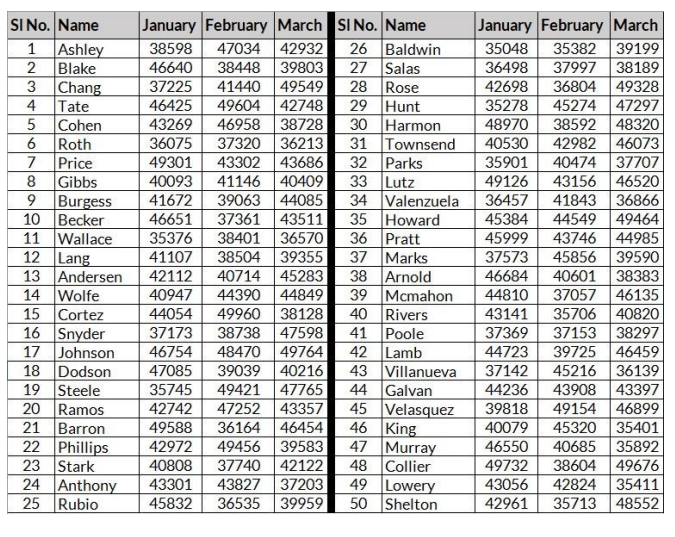 Sl No. Name January February March Sl No. Name January February March
1 Ashley 38598 47034 42932 26 Baldwin 35048 35382 39199
2 Blake 46640 38448 39803 27 Salas 36498 37997 38189
3 Chang 37225 41440 49549 28 Rose 42698 36804 49328
4 Tate 46425 49604 42748 29 Hunt 35278 45274 47297
5 Cohen 43269 46958 38728 30 Harmon 48970 38592 48320
6 Roth 36075 37320 36213 31 Townsend 40530 42982 46073
7 Price 49301 43302 43686 32 Parks 35901 40474 37707
8 Gibbs 40093 41146 40409 33 Lutz 49126 43156 46520
9 Burgess 41672 39063 44085 34 Valenzuela 36457 41843 36866
10 Becker 46651 37361 43511 35 Howard 45384 44549 49464
11 Wallace 35376 38401 36570 36 Pratt 45999 43746 44985
12 Lang 41107 38504 39355 37 Marks 37573 45856 39590
13 Andersen 42112 40714 45283 38 Arnold 46684 40601 38383
14 Wolfe 40947 44390 44849 39 Mcmahon 44810 37057 46135
15 Cortez 44054 49960 38128 40 Rivers 43141 35706 40820
16 Snyder 37173 38738 47598 41 Poole 37369 37153 38297
17 Johnson 46754 48470 49764 42 Lamb 44723 39725 46459
18 Dodson 47085 39039 40216 43 Villanueva 37142 45216 36139
19 Steele 35745 49421 47765 44 Galvan 44236 43908 43397
20 Ramos 42742 47252 43357 45 Velasquez 39818 49154 46899
21 Barron 49588 36164 46454 46 King 40079 45320 35401
22 Phillips 42972 49456 39583 47 Murray 46550 40685 35892
23 Stark 40808 37740 42122 48 Collier 49732 38604 49676
24 Anthony 43301 43827 37203 49 Lowery 43056 42824 35411
25 Rubio 45832 36535 39959 50 Shelton 42961 35713 48552